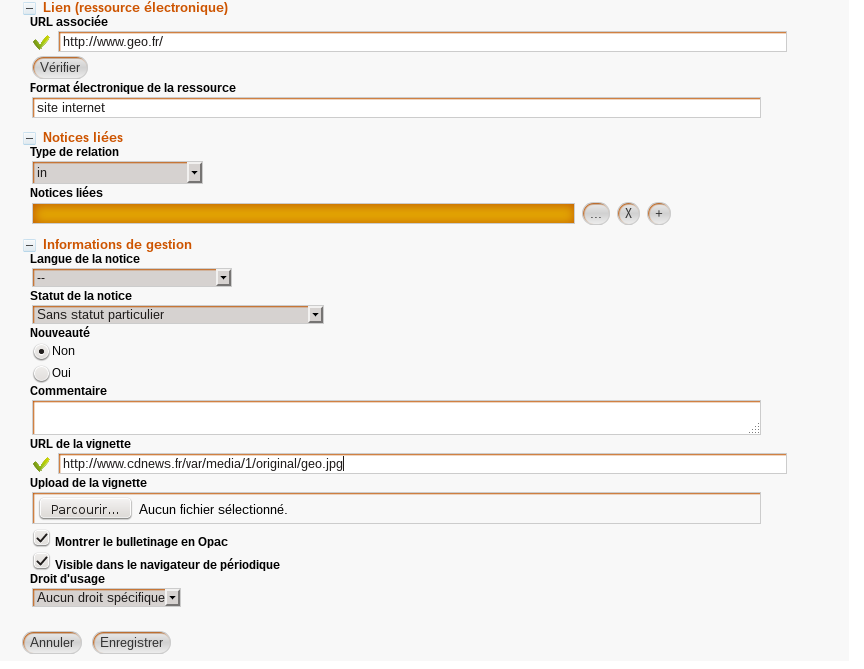 Lien (ressource électronique)
URL associée
http://www.geo.fr/
Vérifier
Format électronique de la ressource
site internet
Notices liées
Type de relation
in
Notices liées
... X +
Informations de gestion
Langue de la notice
--
Statut de la notice
Sans statut particulier
Nouveauté
Non
Oui
Commentaire
URL de la vignette
http://www.cdnews.fr/var/media/1/original/geo.jpg
Upload de la vignette
Parcourir... Aucun fichier sélectionné.
Montrer le bulletinage en Opac
Visible dans le navigateur de périodique
Droit d'usage
Aucun droit spécifique
Annuler Enregistrer